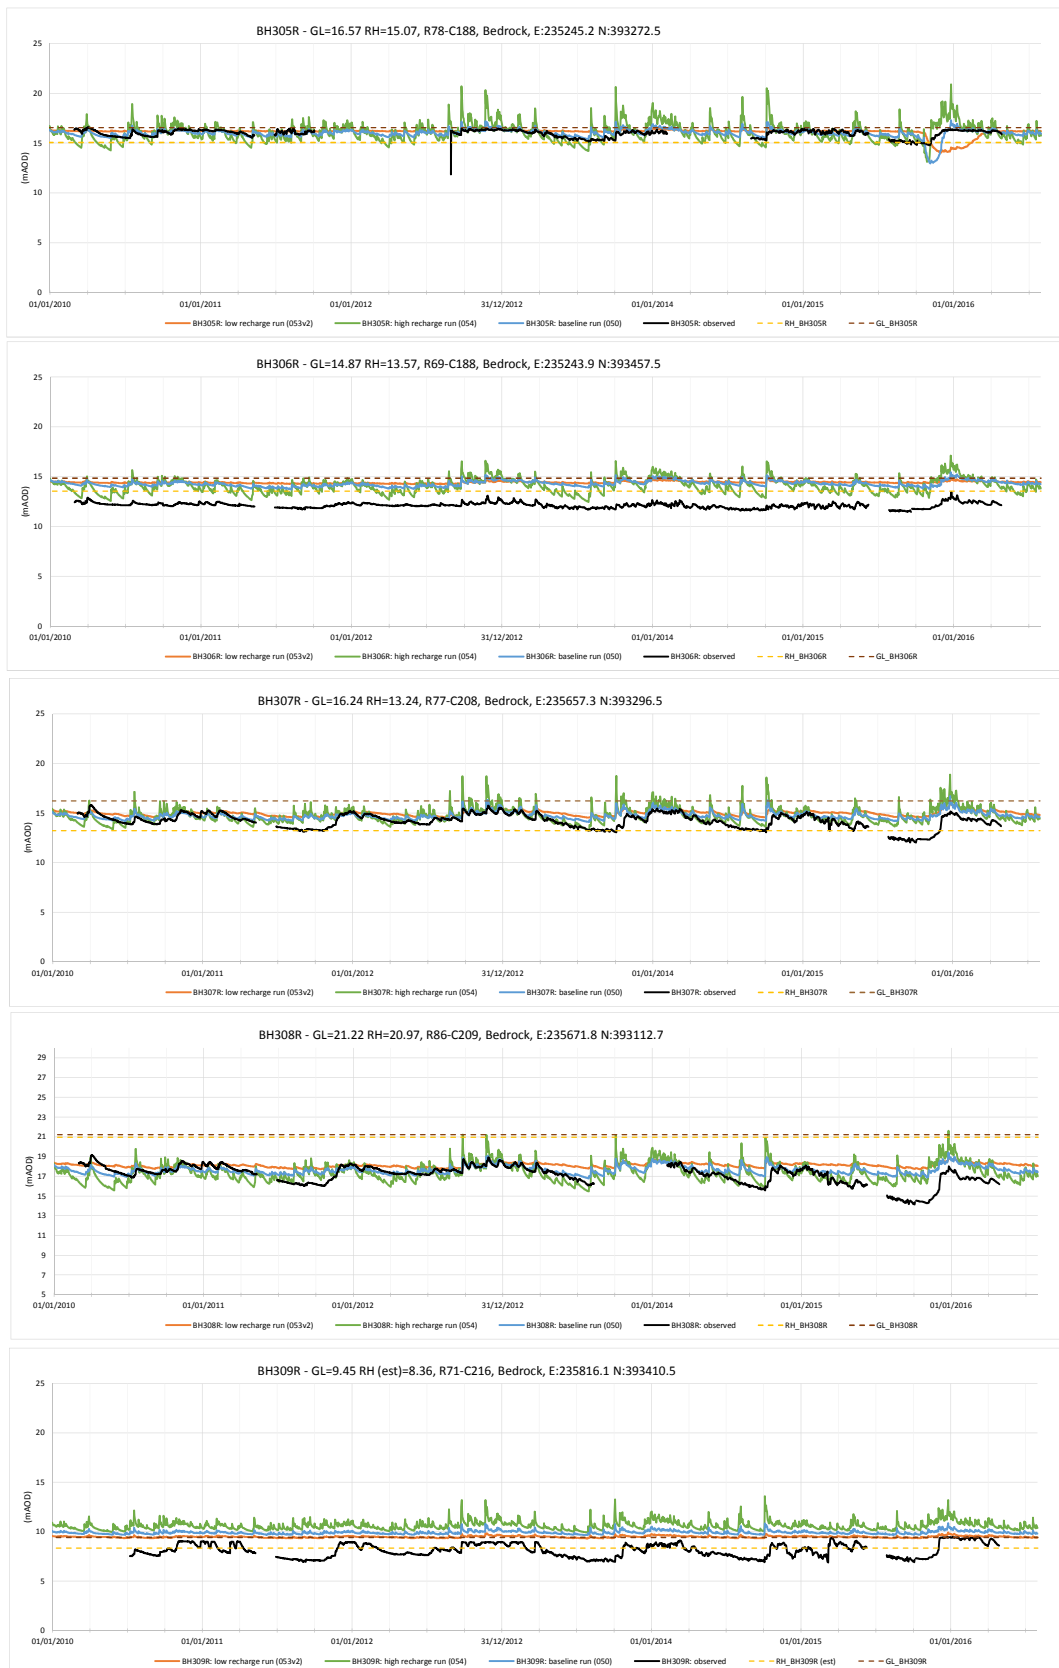 BH305R - GL=16.57 RH=15.07, R78-C188, Bedrock, E:235245.2 N:393272.5
25
20
15
10
5
0
(mAOD)
01/01/2010 01/01/2011 01/01/2012 31/12/2012 01/01/2014 01/01/2015 01/01/2016
BH305R: low recharge run (053v2) BH305R: high recharge run (054) BH305R: baseline run (050) BH305R: observed RH_BH305R GL_BH305R
BH306R - GL=14.87 RH=13.57, R69-C188, Bedrock, E:235243.9 N:393457.5
25
20
15
10
5
0
(mAOD)
01/01/2010 01/01/2011 01/01/2012 31/12/2012 01/01/2014 01/01/2015 01/01/2016
BH306R: low recharge run (053v2) BH306R: high recharge run (054) BH306R: baseline run (050) BH306R: observed RH_BH306R GL_BH306R
BH307R - GL=16.24 RH=13.24, R77-C208, Bedrock, E:235657.3 N:393296.5
25
20
15
10
5
0
(mAOD)
01/01/2010 01/01/2011 01/01/2012 31/12/2012 01/01/2014 01/01/2015 01/01/2016
BH307R: low recharge run (053v2) BH307R: high recharge run (054) BH307R: baseline run (050) BH307R: observed RH_BH307R GL_BH307R
BH308R - GL=21.22 RH=20.97, R86-C209, Bedrock, E:235671.8 N:393112.7
29
27
25
23
21
19
17
15
13
11
9
7
5
(mAOD)
01/01/2010 01/01/2011 01/01/2012 31/12/2012 01/01/2014 01/01/2015 01/01/2016
BH308R: low recharge run (053v2) BH308R: high recharge run (054) BH308R: baseline run (050) BH308R: observed RH_BH308R GL_BH308R
BH309R - GL=9.45 RH (est)=8.36, R71-C216, Bedrock, E:235816.1 N:393410.5
25
20
15
10
5
0
(mAOD)
01/01/2010 01/01/2011 01/01/2012 31/12/2012 01/01/2014 01/01/2015 01/01/2016
BH309R: low recharge run (053v2) BH309R: high recharge run (054) BH309R: baseline run (050) BH309R: observed RH_BH309R (est) GL_BH309R